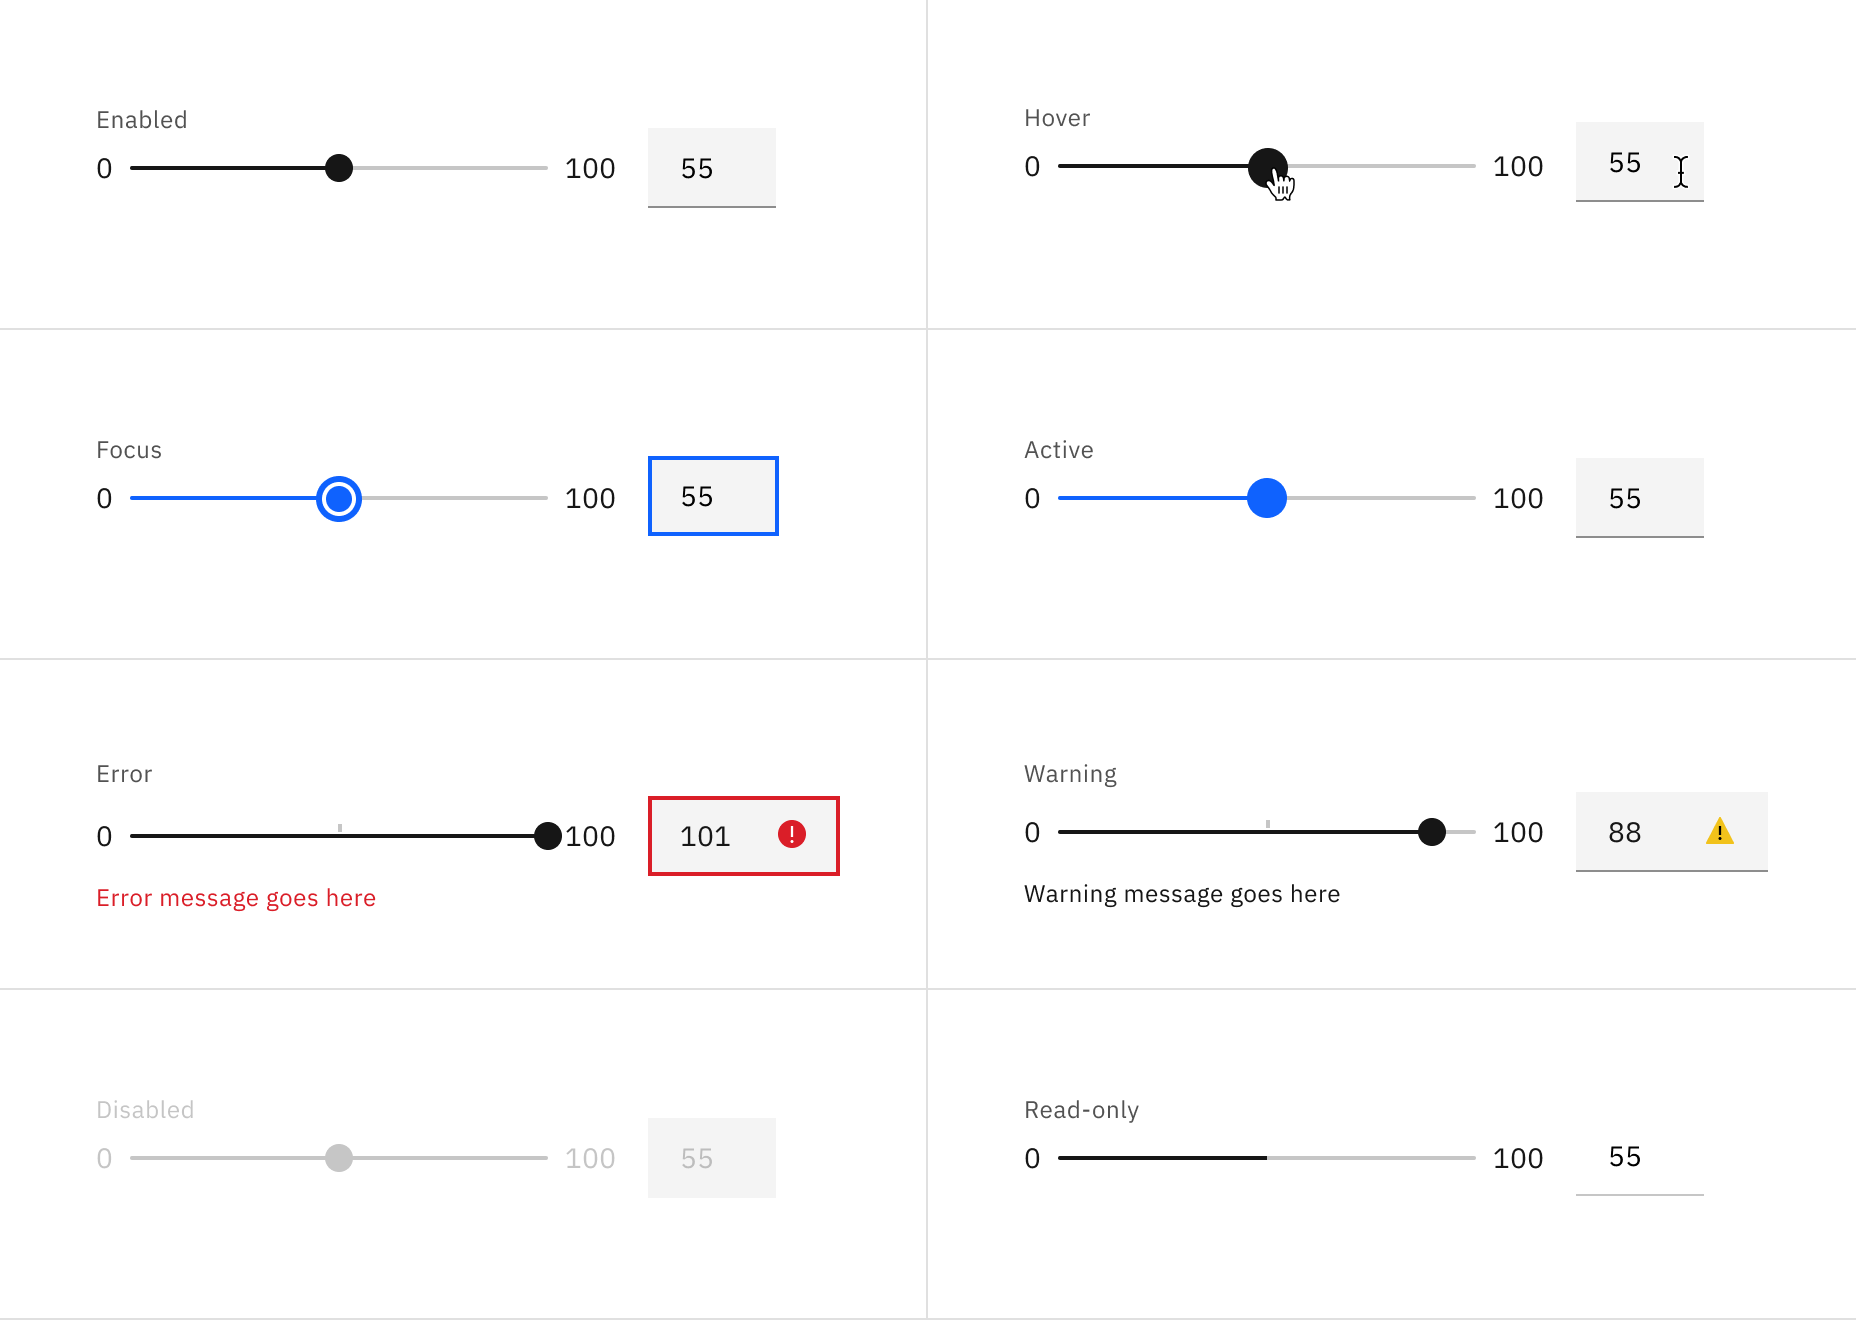 Enabled
0 100 55
Hover
0 100 55
Focus
0 100 55
Active
0 100 55
Error
0 100 101
Error message goes here
Warning
0 100 88
Warning message goes here
Disabled
0 100 55
Read-only
0 100 55